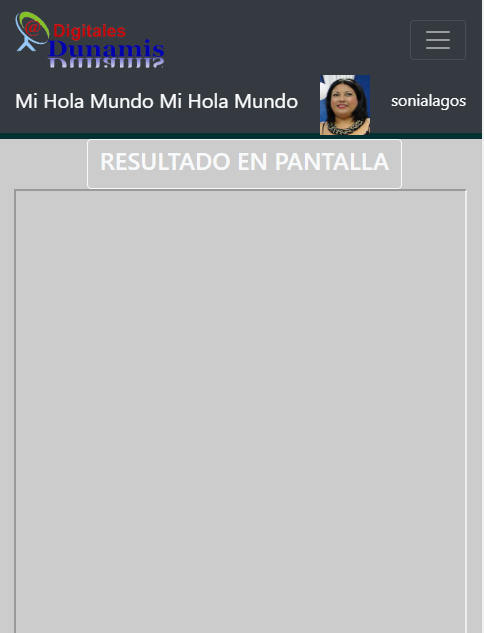 @
Digitales
Dunamis
Mi Hola Mundo Mi Hola Mundo
sonialagos
RESULTADO EN PANTALLA